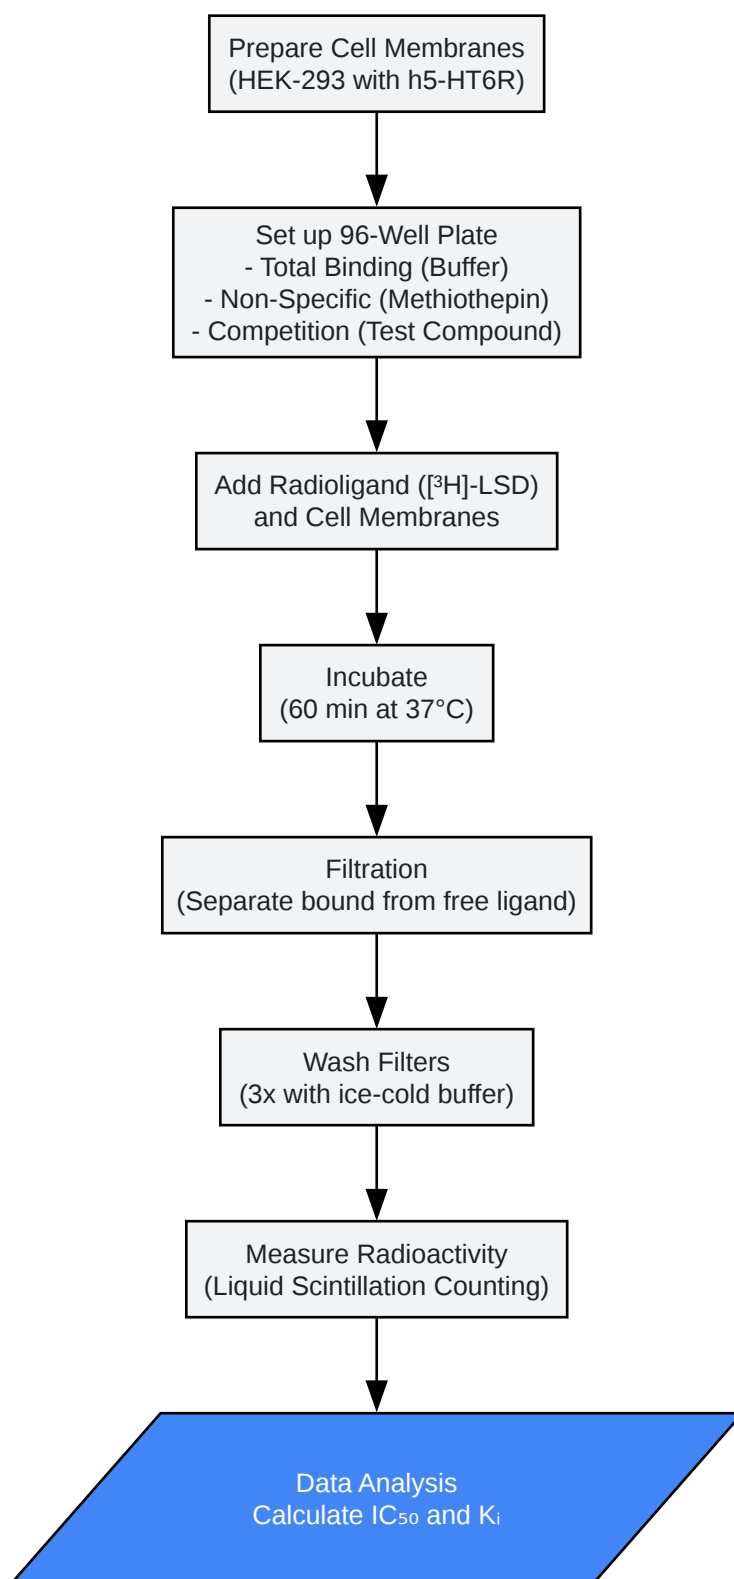 Prepare Cell Membranes
(HEK-293 with h5-HT6R)
Set up 96-Well Plate
- Total Binding (Buffer)
- Non-Specific (Methiothepin)
- Competition (Test Compound)
Add Radioligand ([³H]-LSD)
and Cell Membranes
Incubate
(60 min at 37°C)
Filtration
(Separate bound from free ligand)
Wash Filters
(3x with ice-cold buffer)
Measure Radioactivity
(Liquid Scintillation Counting)
Data Analysis
Calculate IC₅₀ and Kᵢ